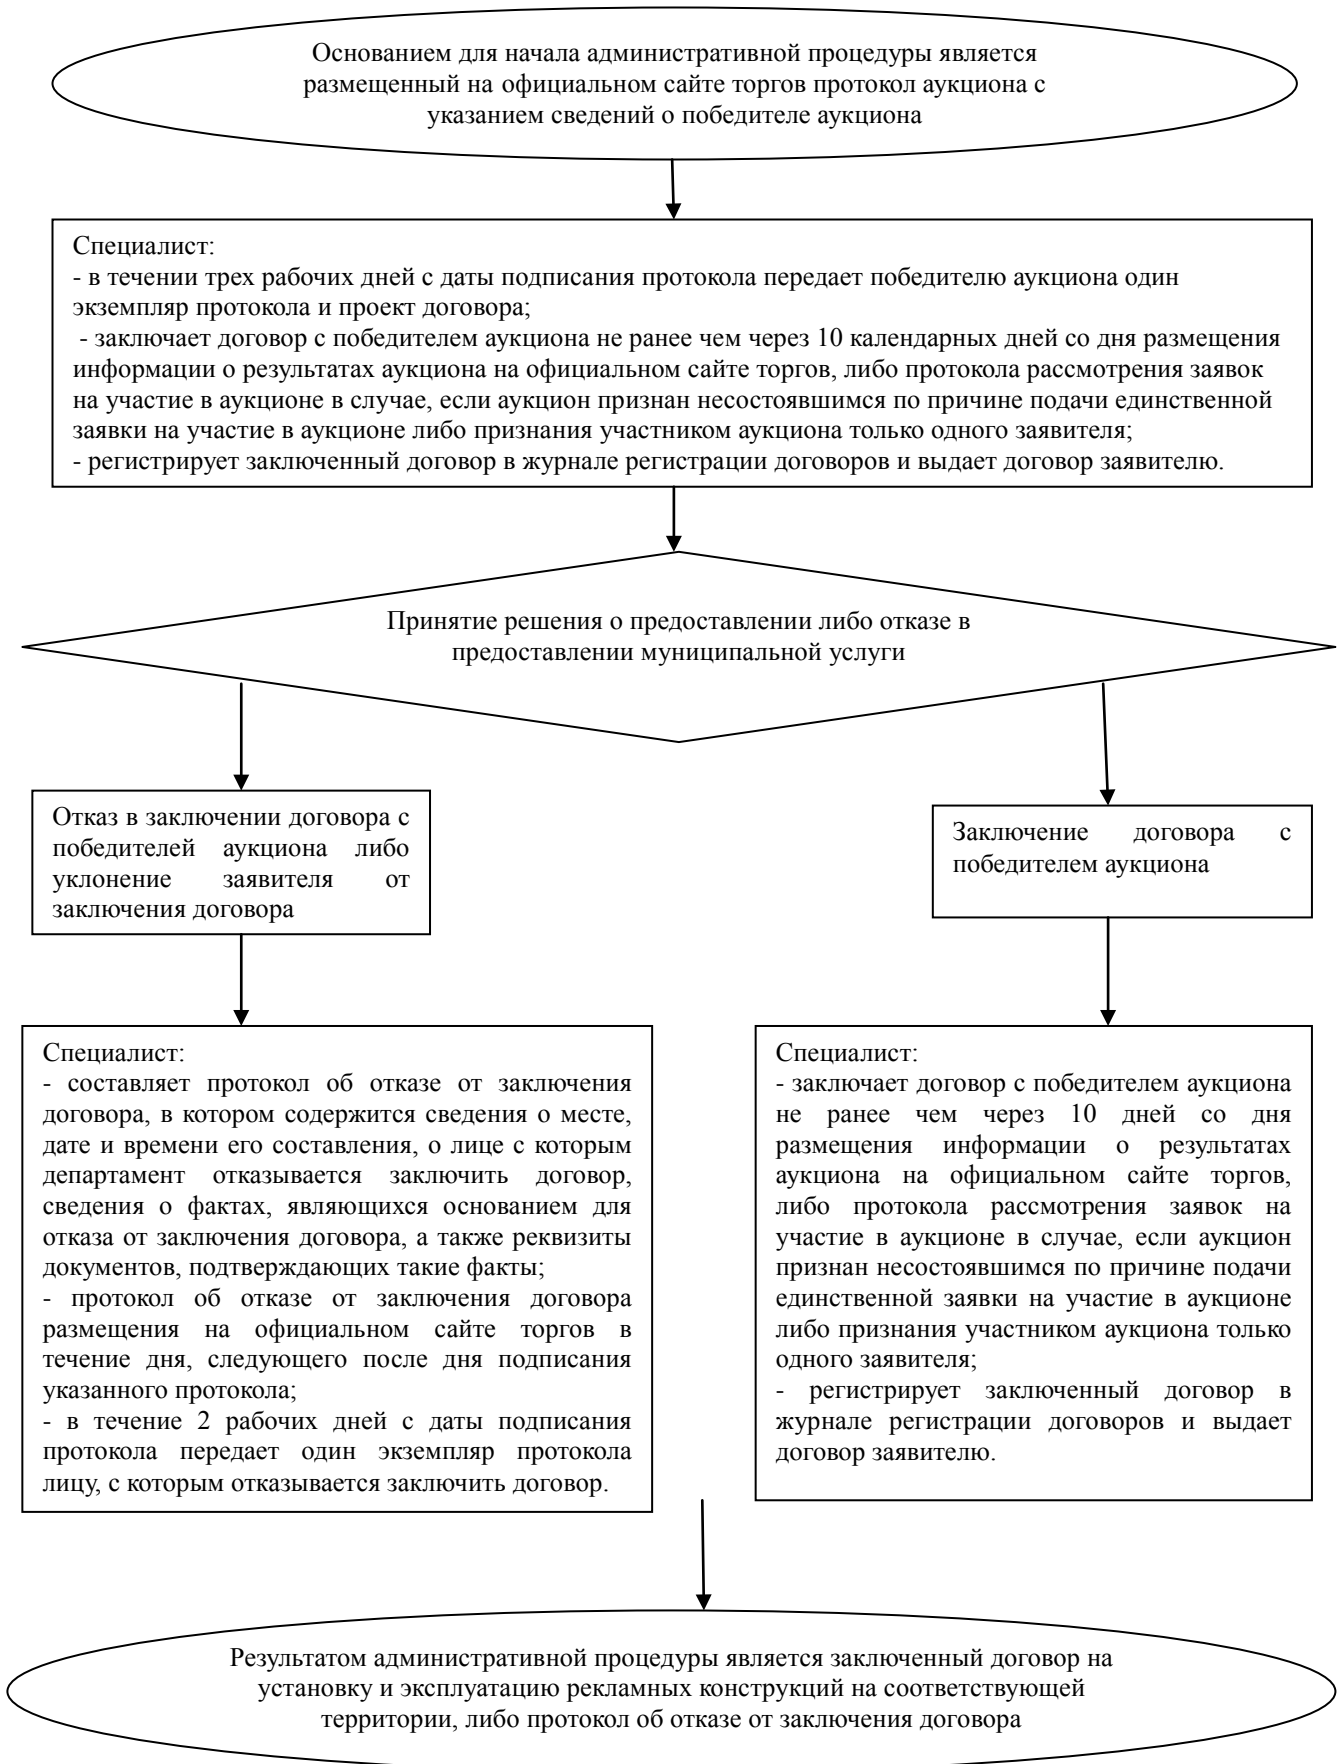 Основанием для начала административной процедуры является
размещенный на официальном сайте торгов протокол аукциона с
указанием сведений о победителе аукциона
Специалист:
- в течении трех рабочих дней с даты подписания протокола передает победителю аукциона один
экземпляр протокола и проект договора;
- заключает договор с победителем аукциона не ранее чем через 10 календарных дней со дня размещения
информации о результатах аукциона на официальном сайте торгов, либо протокола рассмотрения заявок
на участие в аукционе в случае, если аукцион признан несостоявшимся по причине подачи единственной
заявки на участие в аукционе либо признания участником аукциона только одного заявителя;
- регистрирует заключенный договор в журнале регистрации договоров и выдает договор заявителю.
Принятие решения о предоставлении либо отказе в
предоставлении муниципальной услуги
Отказ в заключении договора с
победителей аукциона либо
уклонение заявителя от
заключения договора
Заключение договора с
победителем аукциона
Специалист:
- составляет протокол об отказе от заключения
договора, в котором содержится сведения о месте,
дате и времени его составления, о лице с которым
департамент отказывается заключить договор,
сведения о фактах, являющихся основанием для
отказа от заключения договора, а также реквизиты
документов, подтверждающих такие факты;
- протокол об отказе от заключения договора
размещения на официальном сайте торгов в
течение дня, следующего после дня подписания
указанного протокола;
- в течение 2 рабочих дней с даты подписания
протокола передает один экземпляр протокола
лицу, с которым отказывается заключить договор.
Специалист:
- заключает договор с победителем аукциона
не ранее чем через 10 дней со дня
размещения информации о результатах
аукциона на официальном сайте торгов,
либо протокола рассмотрения заявок на
участие в аукционе в случае, если аукцион
признан несостоявшимся по причине подачи
единственной заявки на участие в аукционе
либо признания участником аукциона только
одного заявителя;
- регистрирует заключенный договор в
журнале регистрации договоров и выдает
договор заявителю.
Результатом административной процедуры является заключенный договор на
установку и эксплуатацию рекламных конструкций на соответствующей
территории, либо протокол об отказе от заключения договора